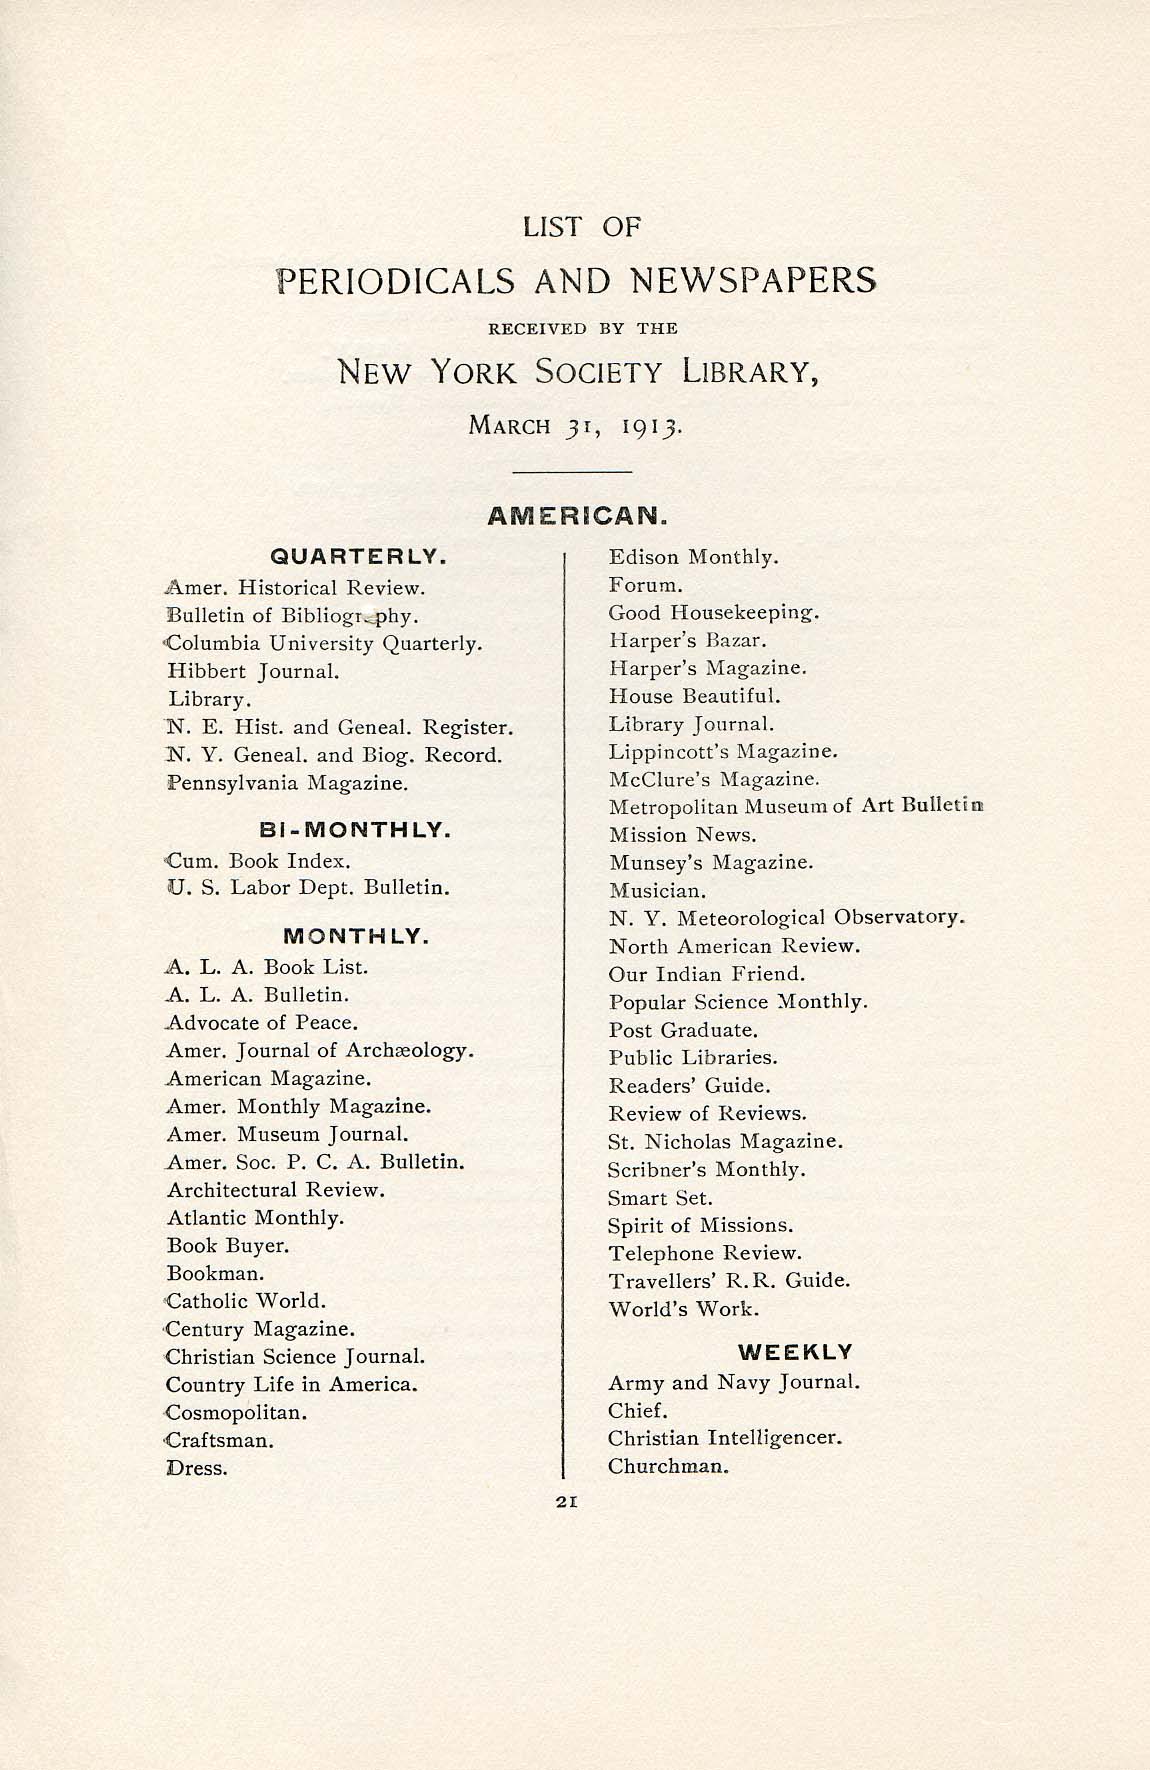 LIST OF
PERIODICALS AND NEWSPAPERS
RECEIVED BY THE
NEW YORK SOCIETY LIBRARY,
MARCH 31, 1913.
AMERICAN.
QUARTERLY.
Amer. Historical Review.
Bulletin of Bibliography.
Columbia University Quarterly.
Hibbert Journal.
Library.
N. E. Hist. and Geneal. Register.
N. Y. Geneal. and Biog. Record.
Pennsylvania Magazine.
BI-MONTHLY.
Cum. Book Index.
U. S. Labor Dept. Bulletin.
MONTHLY.
A. L. A. Book List.
A. L. A. Bulletin.
Advocate of Peace.
Amer. Journal of Archæology.
American Magazine.
Amer. Monthly Magazine.
Amer. Museum Journal.
Amer. Soc. P. C. A. Bulletin.
Architectural Review.
Atlantic Monthly.
Book Buyer.
Bookman.
Catholic World.
Century Magazine.
Christian Science Journal.
Country Life in America.
Cosmopolitan.
Craftsman.
Dress.
Edison Monthly.
Forum.
Good Housekeeping.
Harper's Bazar.
Harper's Magazine.
House Beautiful.
Library Journal.
Lippincott's Magazine.
McClure's Magazine.
Metropolitan Museum of Art Bulletin
Mission News.
Munsey's Magazine.
Musician.
N. Y. Meteorological Observatory.
North American Review.
Our Indian Friend.
Popular Science Monthly.
Post Graduate.
Public Libraries.
Readers' Guide.
Review of Reviews.
St. Nicholas Magazine.
Scribner's Monthly.
Smart Set.
Spirit of Missions.
Telephone Review.
Travellers' R.R. Guide.
World's Work.
WEEKLY
Army and Navy Journal.
Chief.
Christian Intelligencer.
Churchman.
21